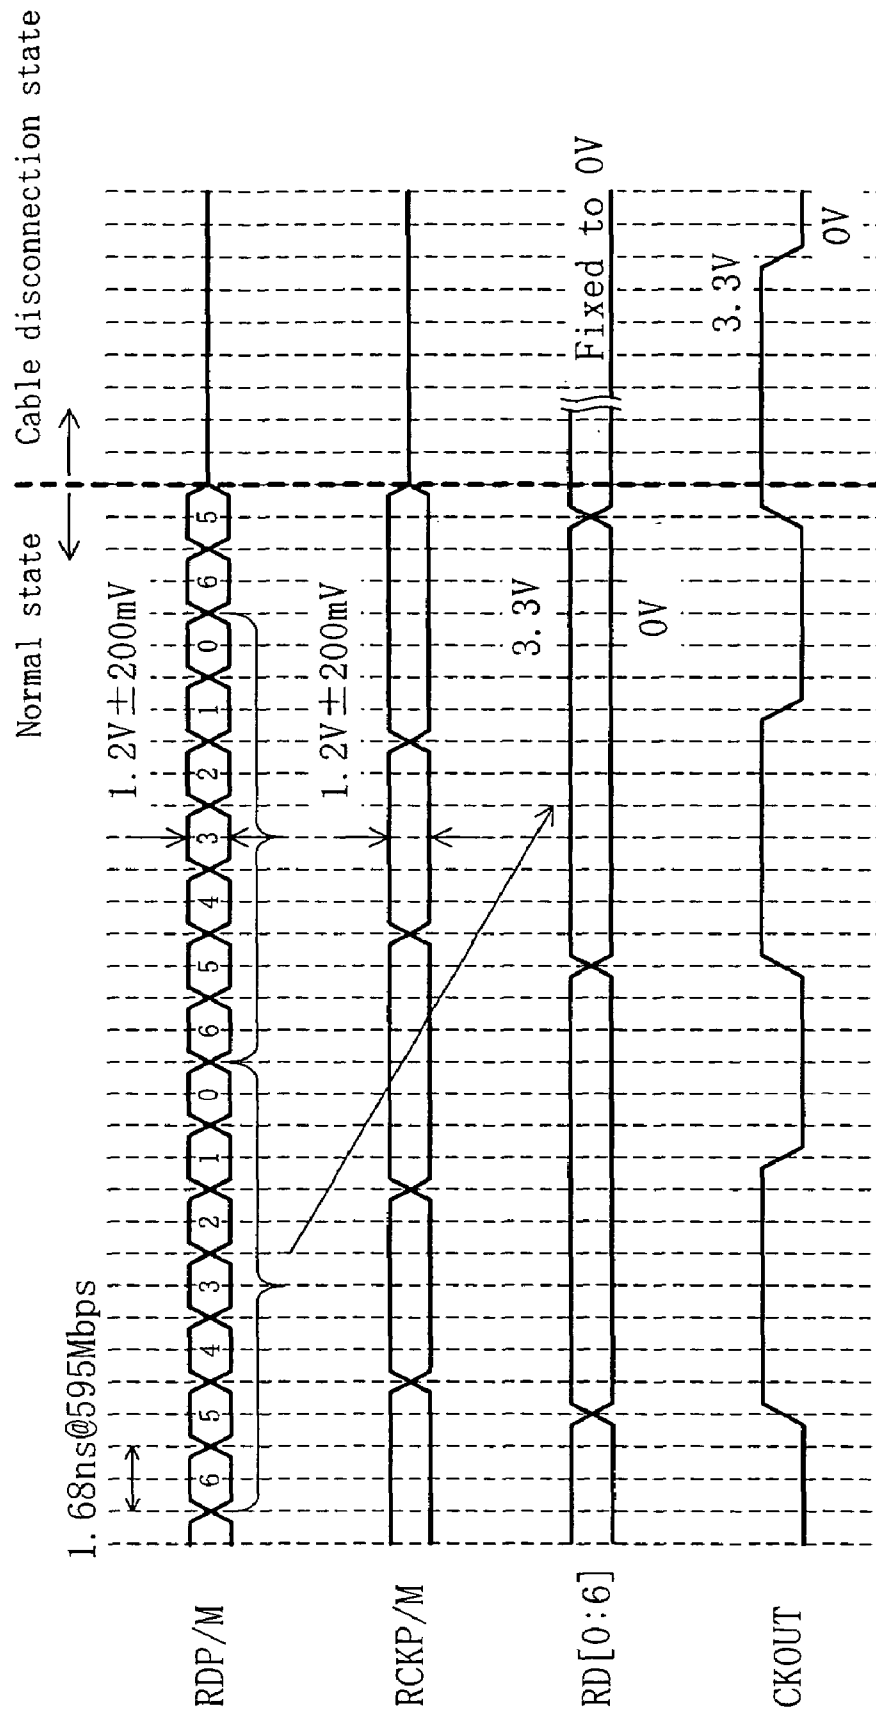 Normal state
Cable disconnection state
1.68ns@595Mbps
1.2V±200mV
RDP/M
6 5 4 3 2 1 0 6 5 4 3 2 1 0 6 5
1.2V±200mV
RCKP/M
3.3V
RD[0:6]
Fixed to 0V
0V
3.3V
CKOUT
0V